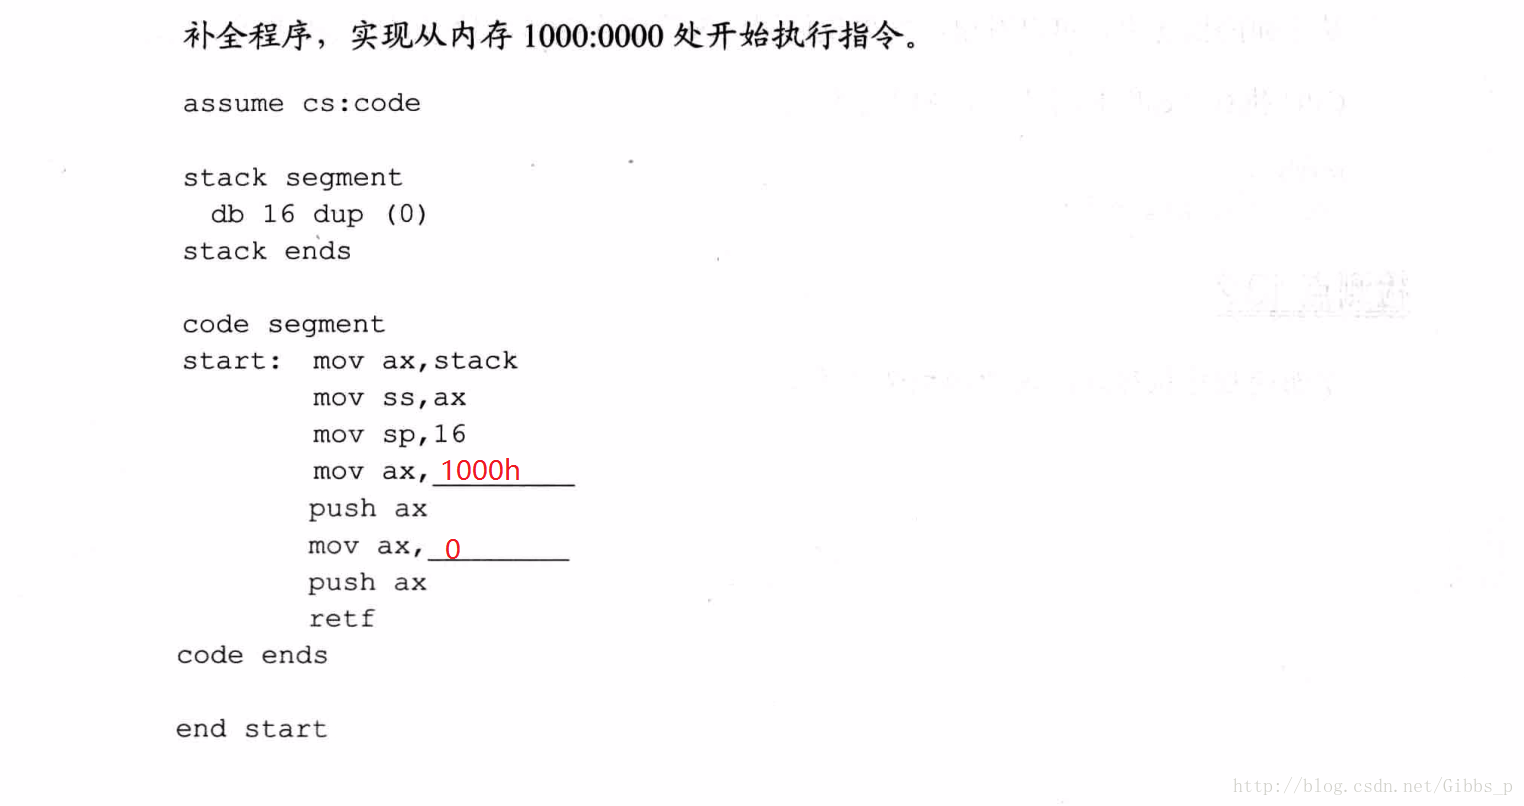 补全程序，实现从内存 1000:0000 处开始执行指令。
assume cs:code
stack segment
db 16 dup (0)
stack ends
code segment
start: mov ax,stack
mov ss,ax
mov sp,16
mov ax,1000h
push ax
mov ax,0
push ax
retf
code ends
end start
http://blog.csdn.net/Gibbs_p